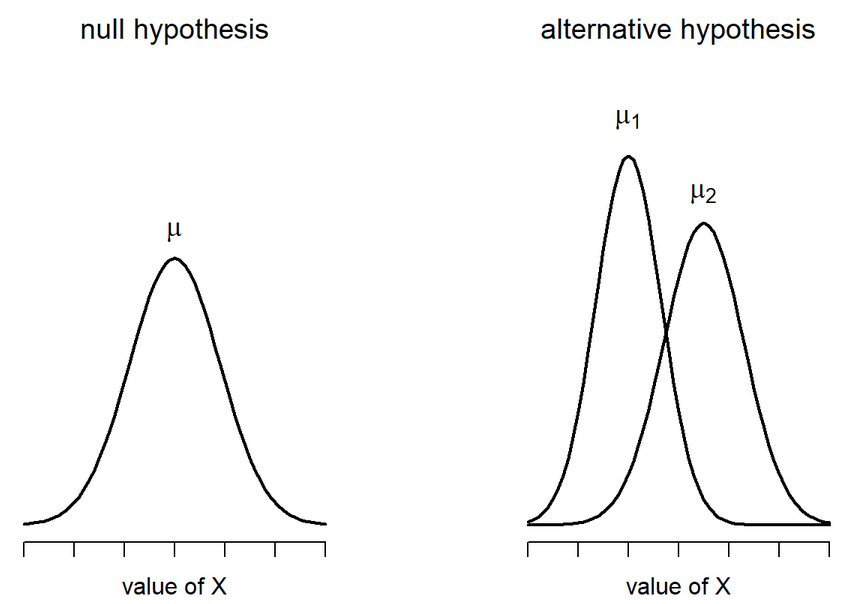 null hypothesis
alternative hypothesis
μ1
μ2
μ
value of X
value of X